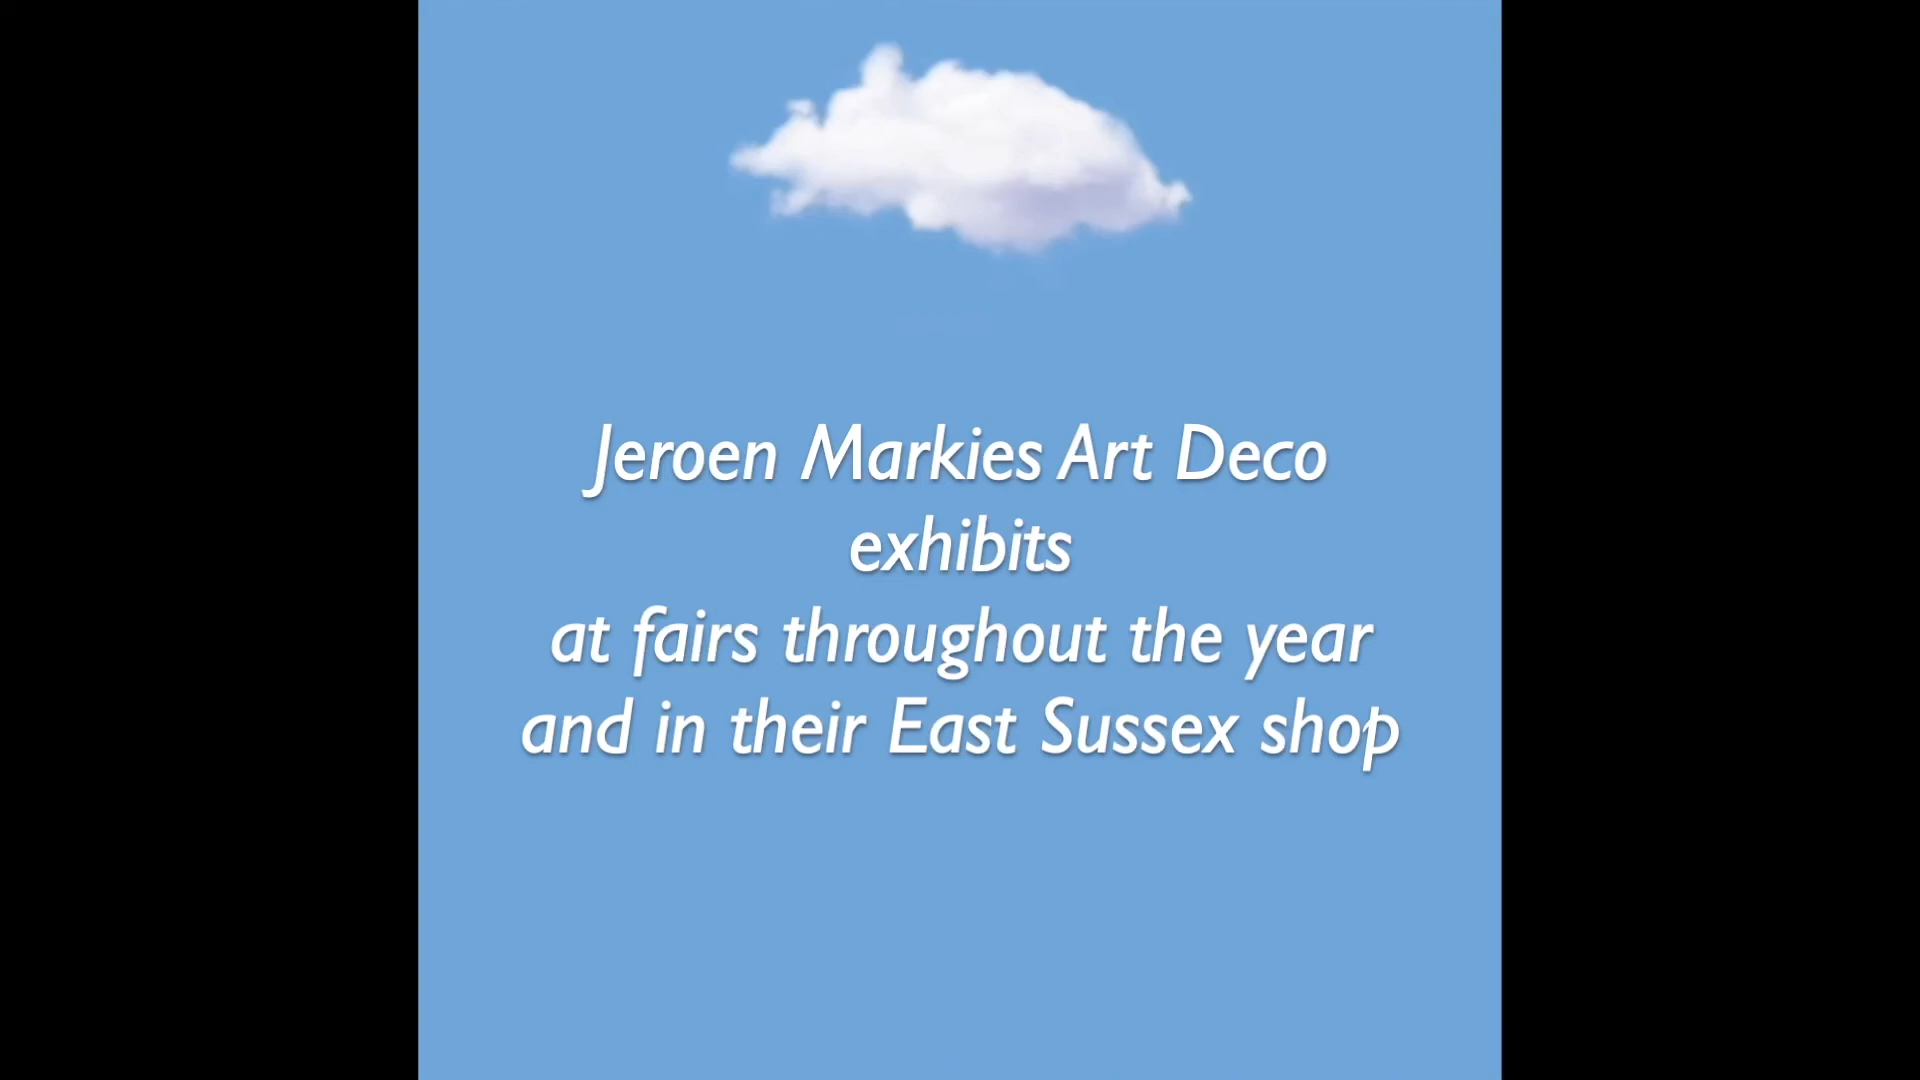 Jeroen Markies Art Deco
exhibits
at fairs throughout the year
and in their East Sussex shop